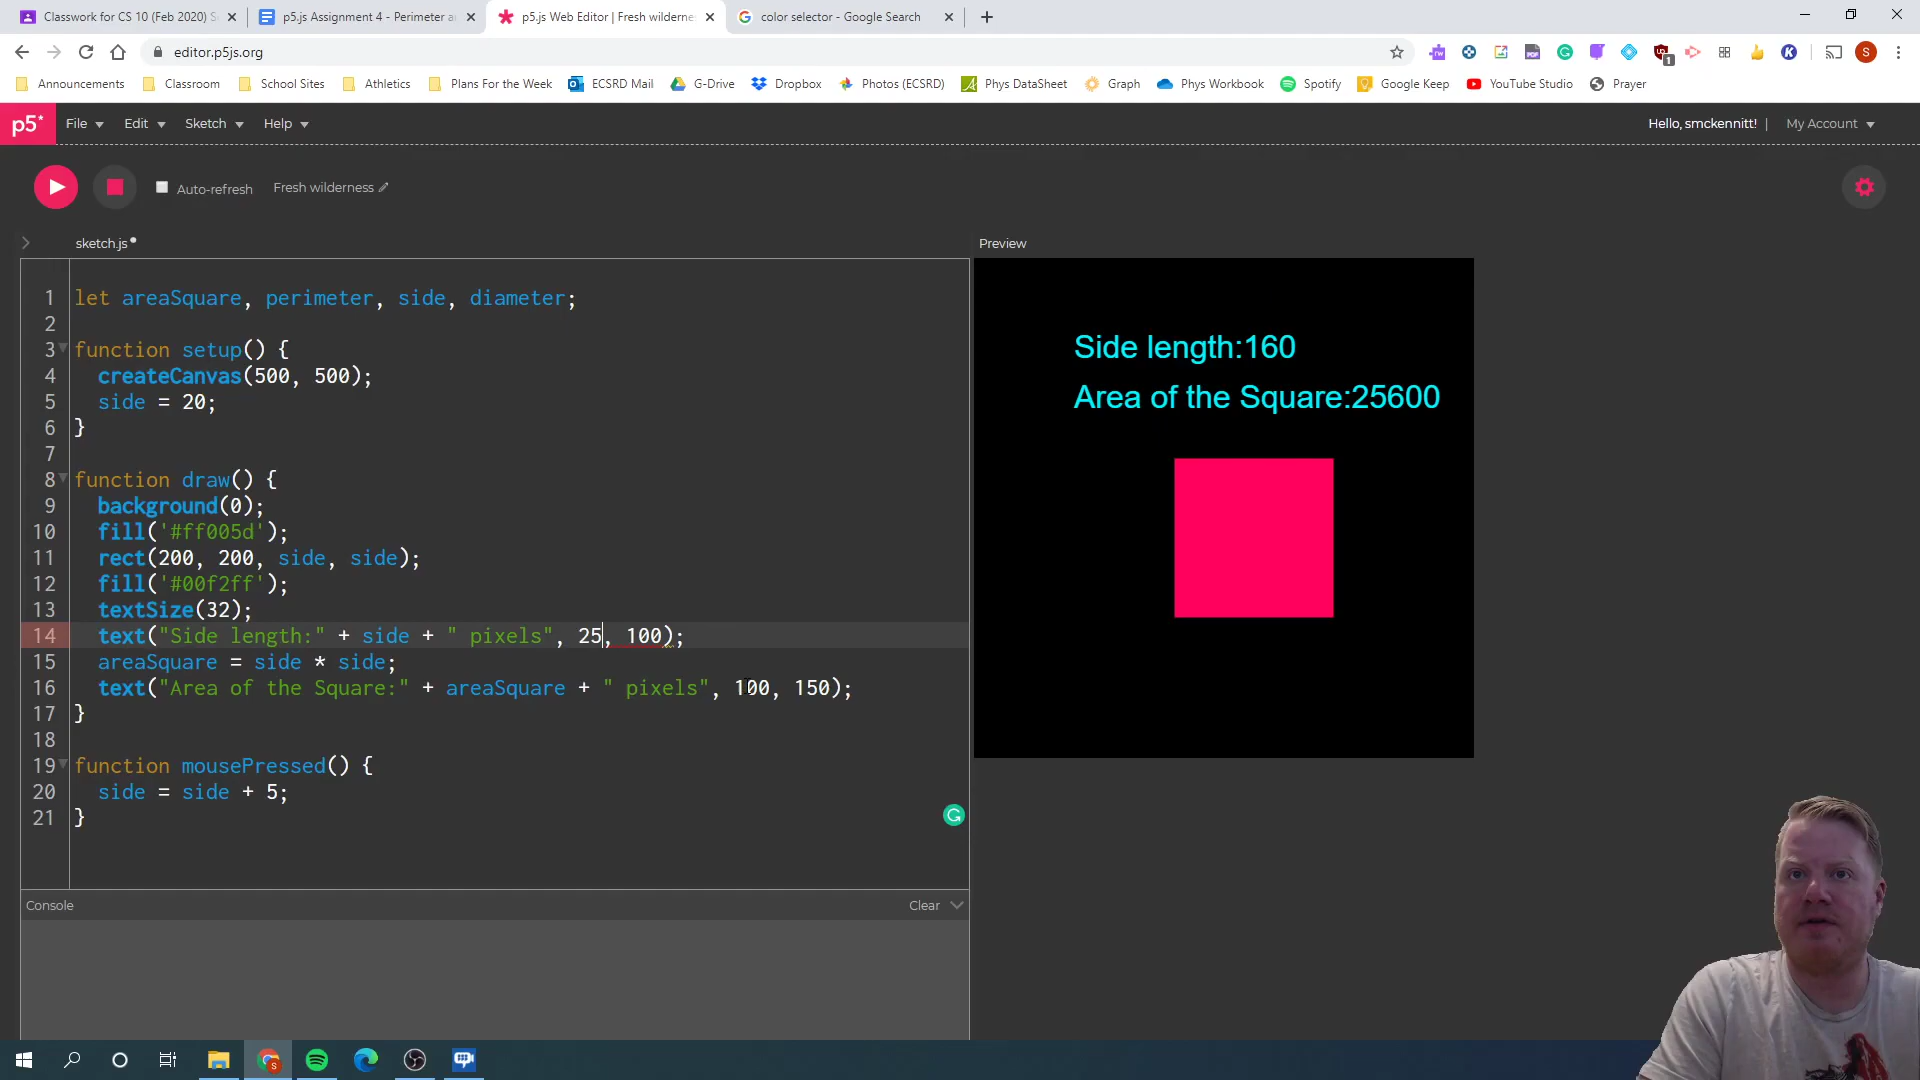 Classwork for CS 10 (Feb 2020) S
p5.js Assignment 4 - Perimeter a
p5.js Web Editor | Fresh wilderne
color selector - Google Search
editor.p5js.org
Announcements
Classroom
School Sites
Athletics
Plans For the Week
ECSRD Mail
G-Drive
Dropbox
Photos (ECSRD)
Phys DataSheet
Graph
Phys Workbook
Spotify
Google Keep
YouTube Studio
Prayer
p5*
File
Edit
Sketch
Help
Hello, smckennitt! |
My Account
Auto-refresh
Fresh wilderness
sketch.js
Preview
1 let areaSquare, perimeter, side, diameter;
2
3 function setup() {
4 createCanvas(500, 500);
5 side = 20;
6 }
7
8 function draw() {
9 background(0);
10 fill('#ff005d');
11 rect(200, 200, side, side);
12 fill('#00f2ff');
13 textSize(32);
14 text("Side length:" + side + " pixels", 25, 100);
15 areaSquare = side * side;
16 text("Area of the Square:" + areaSquare + " pixels", 100, 150);
17 }
18
19 function mousePressed() {
20 side = side + 5;
21 }
Side length:160
Area of the Square:25600
Console
Clear